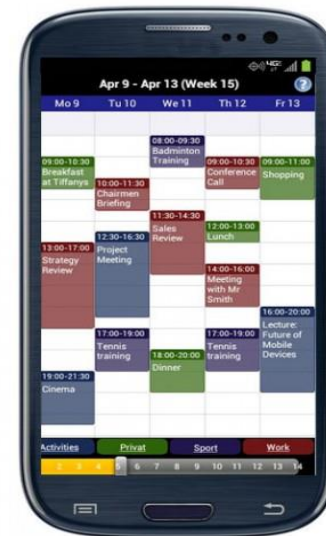 4G
Apr 9 - Apr 13 (Week 15)
?
Mo 9
Tu 10
We 11
Th 12
Fr 13
09:00-10:30
Breakfast
at Tiffanys
13:00-17:00
Strategy
Review
19:00-21:30
Cinema
10:00-11:30
Chairmen
Briefing
12:30-16:30
Project
Meeting
17:00-19:00
Tennis
training
08:00-09:30
Badminton
Training
11:30-14:30
Sales
Review
18:00-20:00
Dinner
09:00-10:30
Conference
Call
12:00-13:00
Lunch
14:00-16:00
Meeting
with Mr
Smith
17:00-19:00
Tennis
training
09:00-11:00
Shopping
16:00-20:00
Lecture:
Future of
Mobile
Devices
Activities
Privat
Sport
Work
2 3 4 5 6 7 8 9 10 11 12 13 14